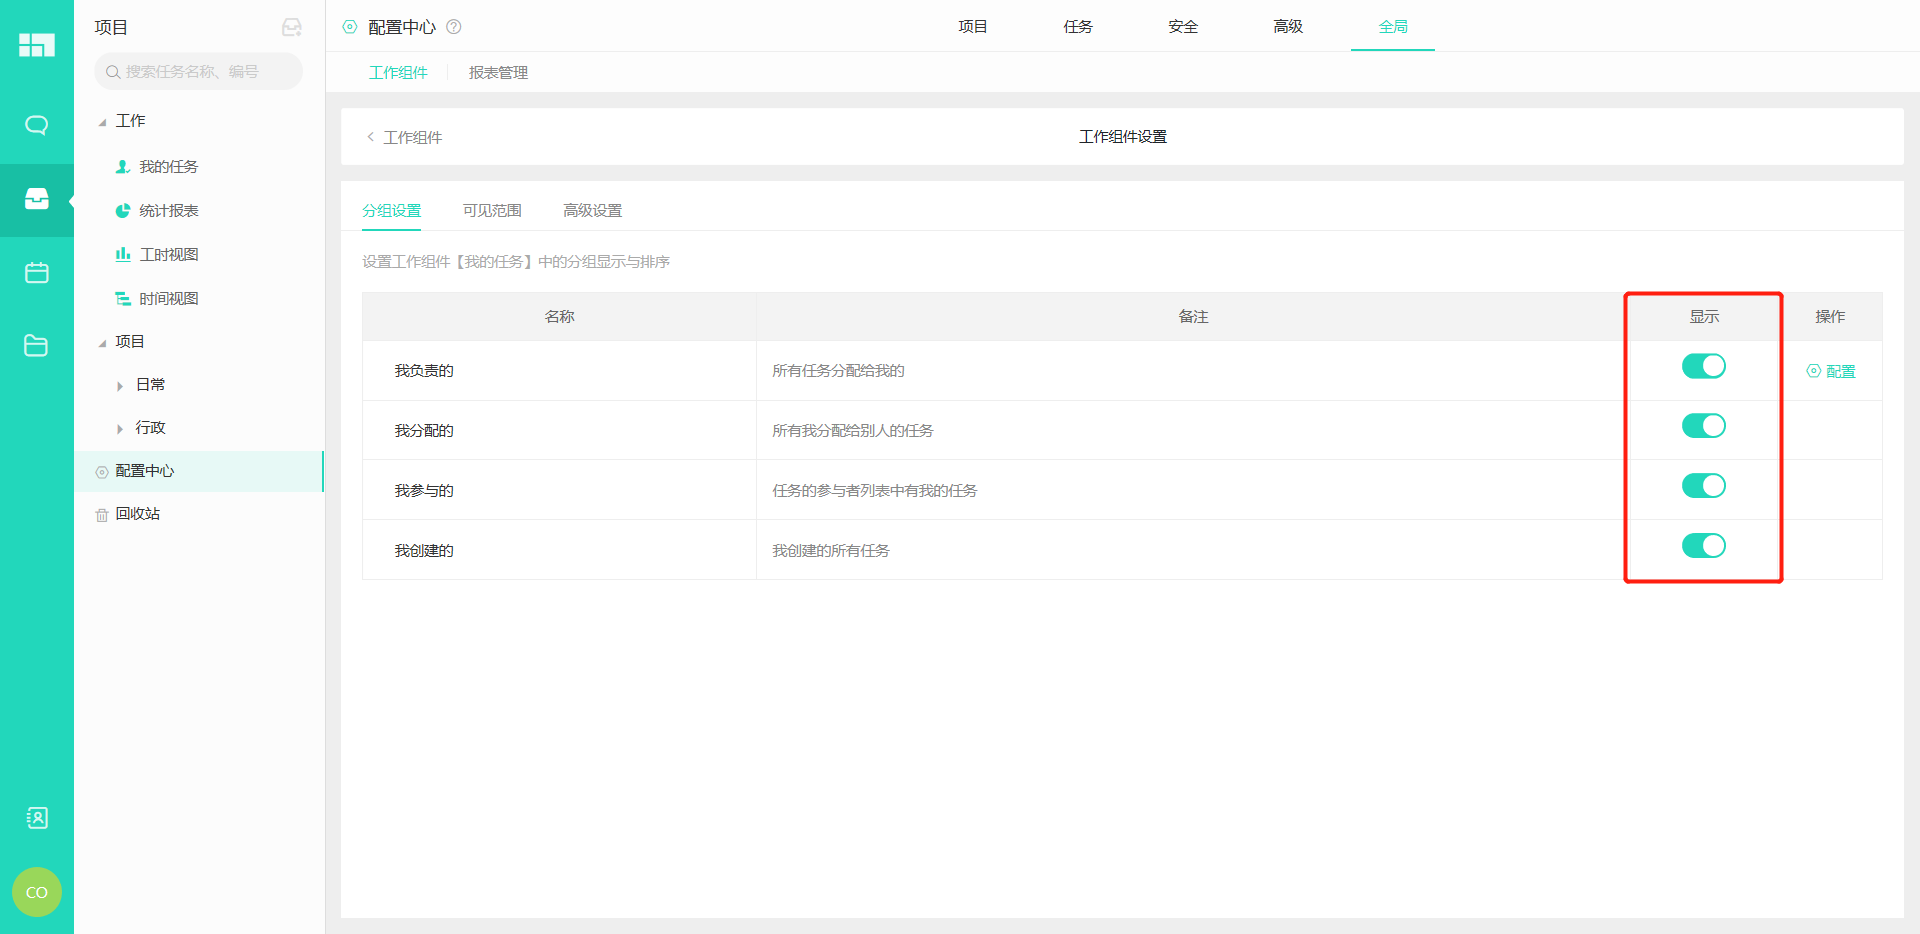 项目
搜索任务名称、编号
工作
我的任务
统计报表
工时视图
时间视图
项目
日常
行政
配置中心
回收站
CO
配置中心
项目 任务 安全 高级 全局
工作组件 报表管理
工作组件 工作组件设置
分组设置 可见范围 高级设置
设置工作组件【我的任务】中的分组显示与排序
名称 备注 显示 操作
我负责的 所有任务分配给我的 配置
我分配的 所有我分配给别人的任务
我参与的 任务的参与者列表中有我的任务
我创建的 我创建的所有任务